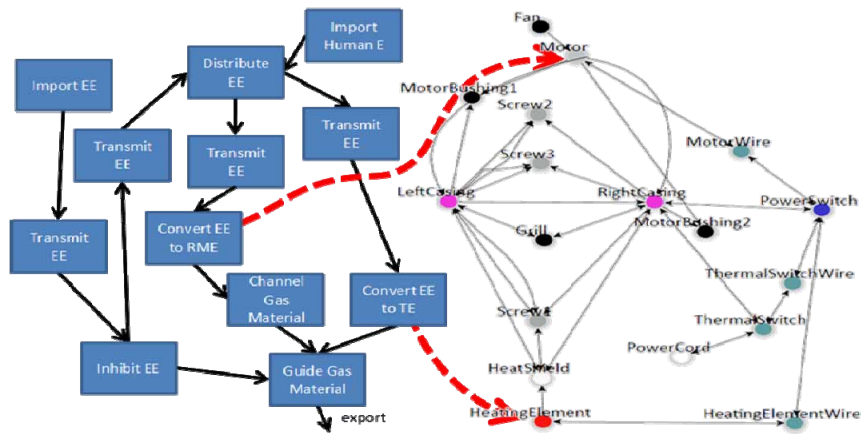 Import EE
Distribute
EE
Import
Human E
Transmit
EE
Transmit
EE
Transmit
EE
Transmit
EE
Convert EE
to RME
Channel
Gas
Material
Convert EE
to TE
Inhibit EE
Guide Gas
Material
export
Fan
Motor
MotorBushing1
Screw2
MotorWire
Screw3
LeftCasing
RightCasing
PowerSwitch
Grill
MotorBushing2
ThermalSwitchWire
Screw1
ThermalSwitch
PowerCord
HeatShield
HeatingElement
HeatingElementWire